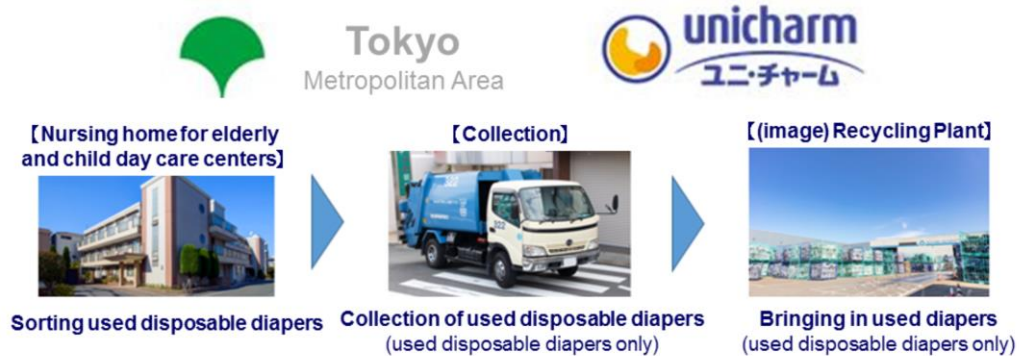 Tokyo
Metropolitan Area
unicharm
ユニ・チャーム
【Nursing home for elderly
and child day care centers】
【Collection】
【(image) Recycling Plant】
322
Sorting used disposable diapers
Collection of used disposable diapers
(used disposable diapers only)
Bringing in used diapers
(used disposable diapers only)